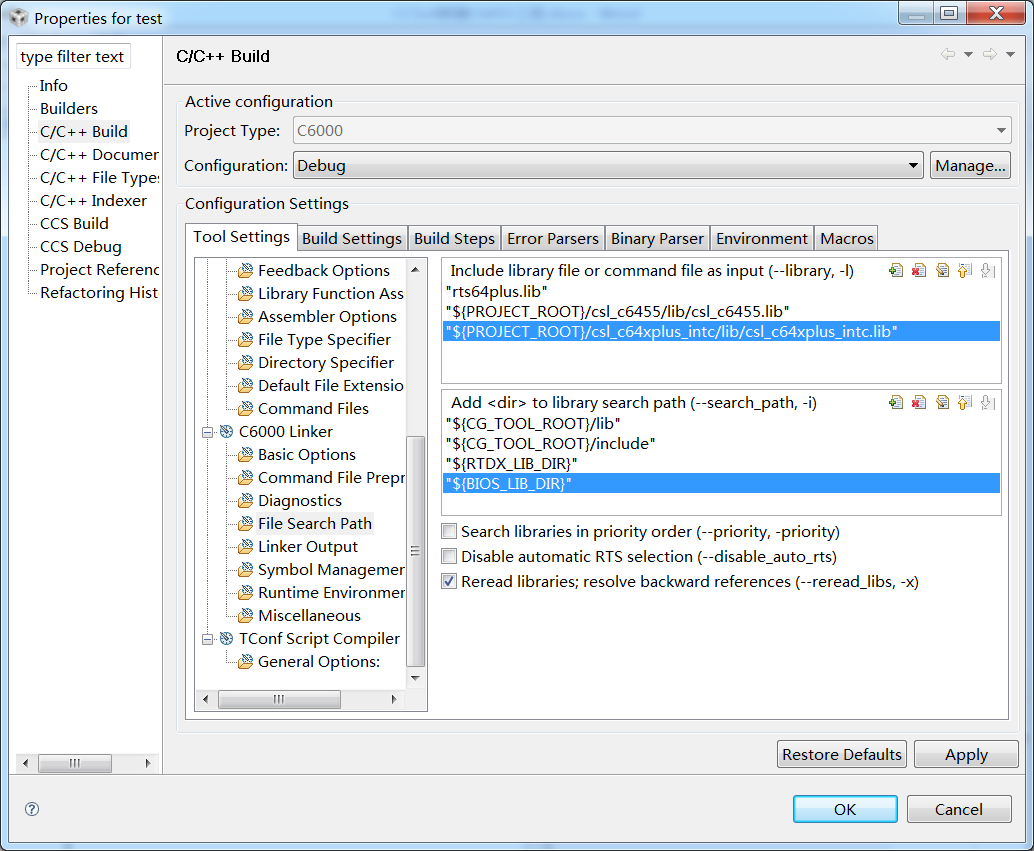 Properties for test
type filter text
Info
Builders
C/C++ Build
C/C++ Documen
C/C++ File Types
C/C++ Indexer
CCS Build
CCS Debug
Project Referenc
Refactoring Hist
C/C++ Build
Active configuration
Project Type: C6000
Configuration: Debug Manage...
Configuration Settings
Tool Settings Build Settings Build Steps Error Parsers Binary Parser Environment Macros
Feedback Options
Library Function Ass
Assembler Options
File Type Specifier
Directory Specifier
Default File Extensio
Command Files
C6000 Linker
Basic Options
Command File Prepr
Diagnostics
File Search Path
Linker Output
Symbol Managemer
Runtime Environmer
Miscellaneous
TConf Script Compiler
General Options:
Include library file or command file as input (--library, -l)
"rts64plus.lib"
"${PROJECT_ROOT}/csl_c6455/lib/csl_c6455.lib"
"${PROJECT_ROOT}/csl_c64xplus_intc/lib/csl_c64xplus_intc.lib"
Add <dir> to library search path (--search_path, -i)
"${CG_TOOL_ROOT}/lib"
"${CG_TOOL_ROOT}/include"
"${RTDX_LIB_DIR}"
"${BIOS_LIB_DIR}"
Search libraries in priority order (--priority, -priority)
Disable automatic RTS selection (--disable_auto_rts)
Reread libraries; resolve backward references (--reread_libs, -x)
Restore Defaults Apply
OK Cancel